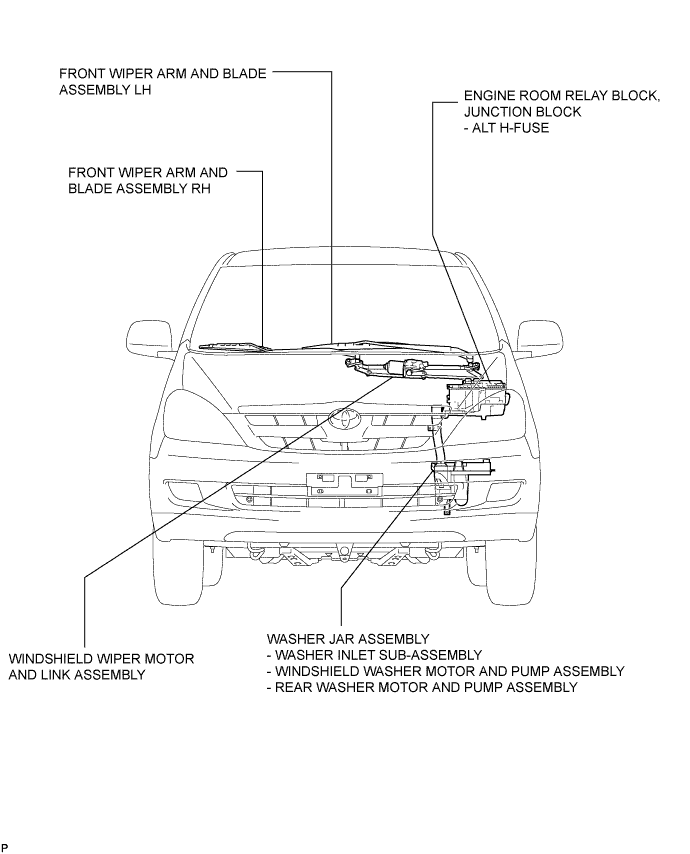 FRONT WIPER ARM AND BLADE
ASSEMBLY LH
ENGINE ROOM RELAY BLOCK,
JUNCTION BLOCK
- ALT H-FUSE
FRONT WIPER ARM AND
BLADE ASSEMBLY RH
WINDSHIELD WIPER MOTOR
AND LINK ASSEMBLY
WASHER JAR ASSEMBLY
- WASHER INLET SUB-ASSEMBLY
- WINDSHIELD WASHER MOTOR AND PUMP ASSEMBLY
- REAR WASHER MOTOR AND PUMP ASSEMBLY
P